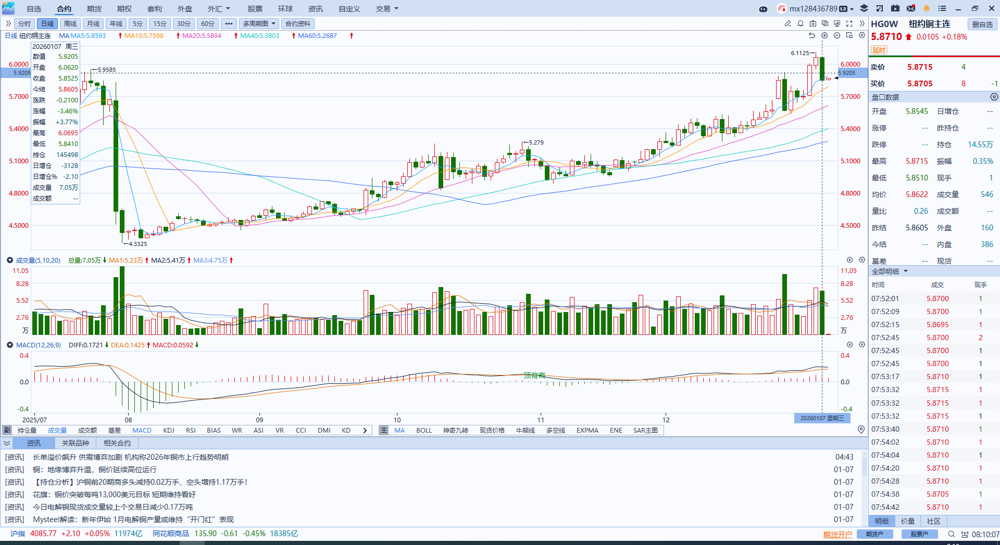 自选 合约 期货 期权 套利 外盘 外汇 股票 环球 资讯 自定义 交易 mx128436789 L2
分时 日线 周线 月线 年线 5分 15分 30分 60分 ••• 多周期图 合约资料
日线 纽约铜主连 MA MA5:5.8593 MA10:5.7598 MA20:5.5894 MA40:5.3803 MA60:5.2687
20260107 周三
数值 5.9205
开盘 6.0620
收盘 5.8525
今结 5.8605
涨跌 -0.2100
涨幅 -3.46%
振幅 +3.77%
最高 6.0695
最低 5.8410
持仓 145498
日增仓 -3128
日增仓% -2.10
成交量 7.05万
成交额 --
6.0000
5.9205
5.7000
5.4000
5.1000
4.8000
4.5000
5.9585
4.3325
5.279
6.1125
6.0000
5.9205
5.7000
5.4000
5.1000
4.8000
4.5000
成交量(5,10,20) 总量:7.05万 MA1:5.23万 MA2:5.41万 MA3:4.75万
11.05
8.28
5.52
2.76
万
11.05
8.28
5.52
2.76
万
MACD(12,26,9) DIFF:0.1721 DEA:0.1425 MACD:0.0592
0.4
0.0
-0.4
顶背离
0.4
0.0
-0.4
2025/07 08 09 10 11 12 20260107 星期三
副 持仓量 成交量 成交额 基差 MACD KDJ RSI BIAS WR ASI VR CCI DMI KD 主 MA BOLL 神奇九转 现货价格 牛熊线 多空线 EXPMA ENE SAR主图
资讯 关联品种 相关合约
[资讯] 长单溢价飙升 供需博弈加剧 机构称2026年铜市上行趋势明朗 04:43
[资讯] 铜：地缘博弈升温，铜价延续高位运行 01-07
[资讯] 【持仓分析】沪铜前20期商多头减持0.02万手、空头增持1.17万手！ 01-07
[资讯] 花旗：铜价突破每吨13,000美元目标 短期维持看好 01-07
[资讯] 今日电解铜现货成交量较上个交易日减少0.17万吨 01-07
[资讯] Mysteel解读：新年伊始 1月电解铜产量或维持“开门红”表现 01-07
沪指 4085.77 +2.10 +0.05% 11974亿 同花顺商品 135.90 -0.61 -0.45% 18385亿
期货开户 期货户 股票户 08:10:07
HG0W 纽约铜主连 删自选
5.8710 0.0105 +0.18%
延时
卖价 5.8715 4
买价 5.8705 8 -1
盘口数据
开盘 5.8545 日增仓 --
涨停 -- 昨持仓 --
跌停 -- 持仓 14.55万
最高 5.8715 振幅 0.35%
最低 5.8510 现手 1
均价 5.8622 成交量 546
量比 0.26 成交额 --
昨结 5.8605 外盘 160
今结 -- 内盘 386
基差 -- 现货 --
全部明细
时间 成交 现手
07:52:01 5.8700 1
07:52:09 5.8700 1
07:52:15 5.8695 1
07:52:45 5.8700 2
07:52:45 5.8700 1
07:52:45 5.8700 1
07:53:17 5.8710 1
07:53:32 5.8715 1
07:53:32 5.8715 1
07:53:32 5.8715 1
07:53:40 5.8710 1
07:54:02 5.8710 1
07:54:04 5.8710 1
07:54:20 5.8710 1
07:54:28 5.8710 1
07:54:38 5.8705 1
07:54:42 5.8710 1
明细 价量 社区